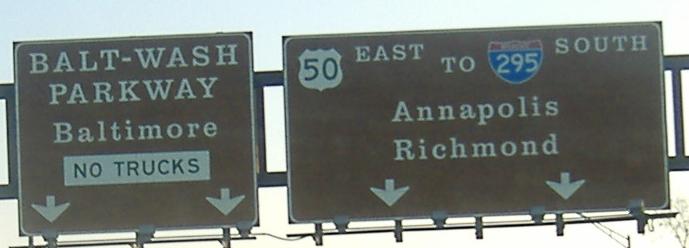 BALT-WASH
PARKWAY
Baltimore
NO TRUCKS
50 EAST TO 295 SOUTH
Annapolis
Richmond